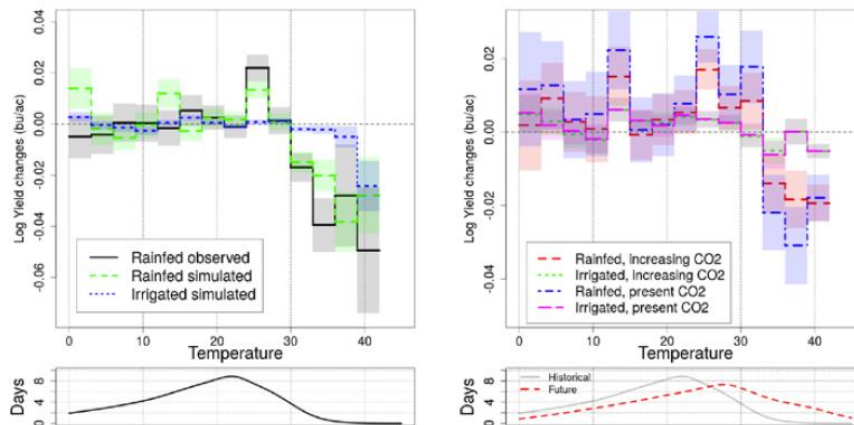 0.04
0.02
0.00
-0.02
-0.04
-0.06
Log Yield changes (bu/ac)
Rainfed observed
Rainfed simulated
Irrigated simulated
0 10 20 30 40
Temperature
Days
8
4
0
0.02
0.00
-0.02
-0.04
Log Yield changes (bu/ac)
Rainfed, increasing CO2
Irrigated, increasing CO2
Rainfed, present CO2
Irrigated, present CO2
0 10 20 30 40
Temperature
Days
8
4
0
Historical
Future